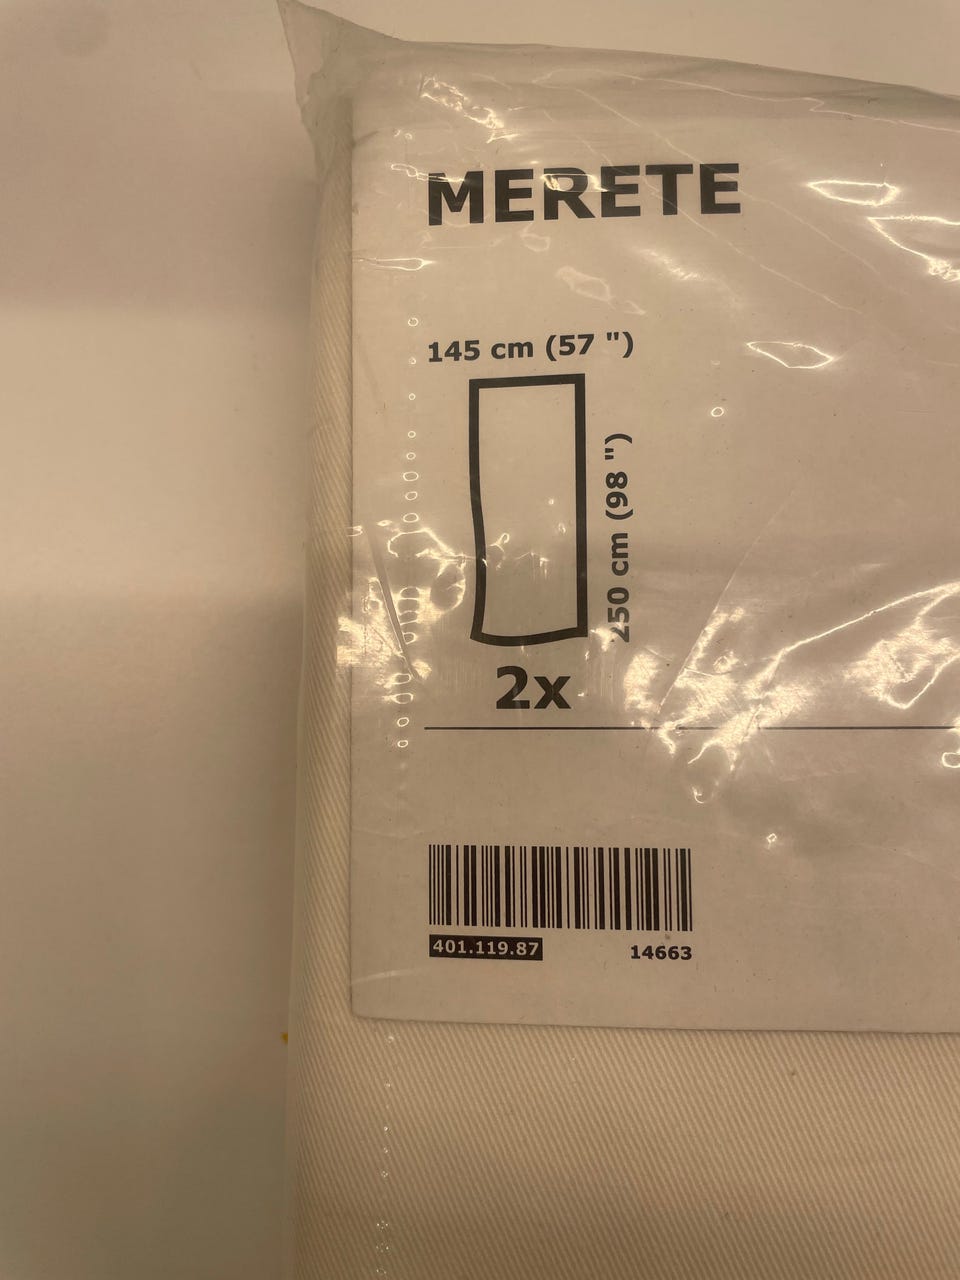 MERETE
145 cm (57 ")
250 cm (98 ")
2x
401.119.87 14663